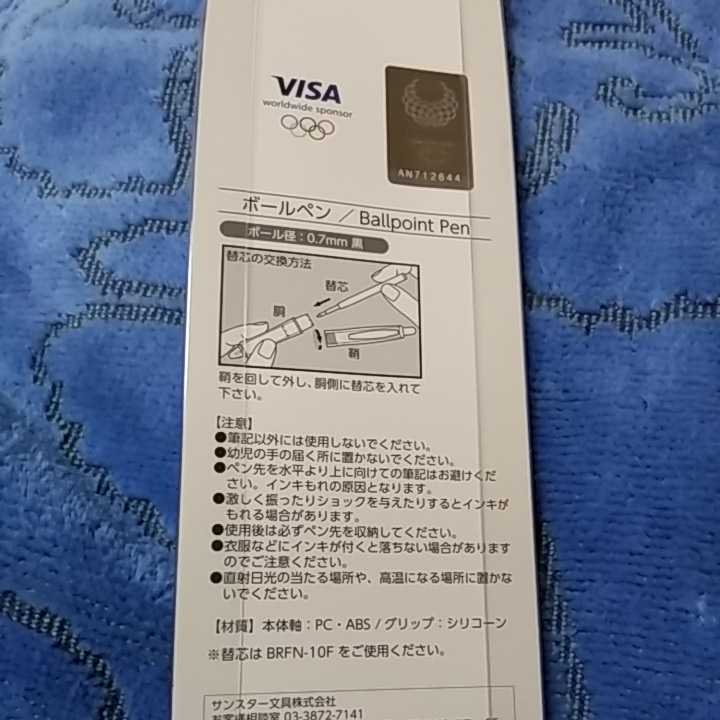 VISA
worldwide sponsor
AN712644
ボールペン / Ballpoint Pen
ボール径：0.7mm 黒
替芯の交換方法
替芯
胴
鞘
鞘を回して外し、胴側に替芯を入れて
下さい。
【注意】
●筆記以外には使用しないでください。
●幼児の手の届く所に置かないでください。
●ペン先を水平より上に向けての筆記はお避けくだ
さい。インキもれの原因となります。
●激しく振ったりショックを与えたりするとインキが
もれる場合があります。
●使用後は必ずペン先を収納してください。
●衣服などにインキが付くと落ちない場合があります
のでご注意ください。
●直射日光の当たる場所や、高温になる場所に置かな
いでください。
【材質】本体軸：PC・ABS / グリップ：シリコーン
※替芯は BRFN-10F をご使用ください。
サンスター文具株式会社
お客様相談室 03-3872-7141